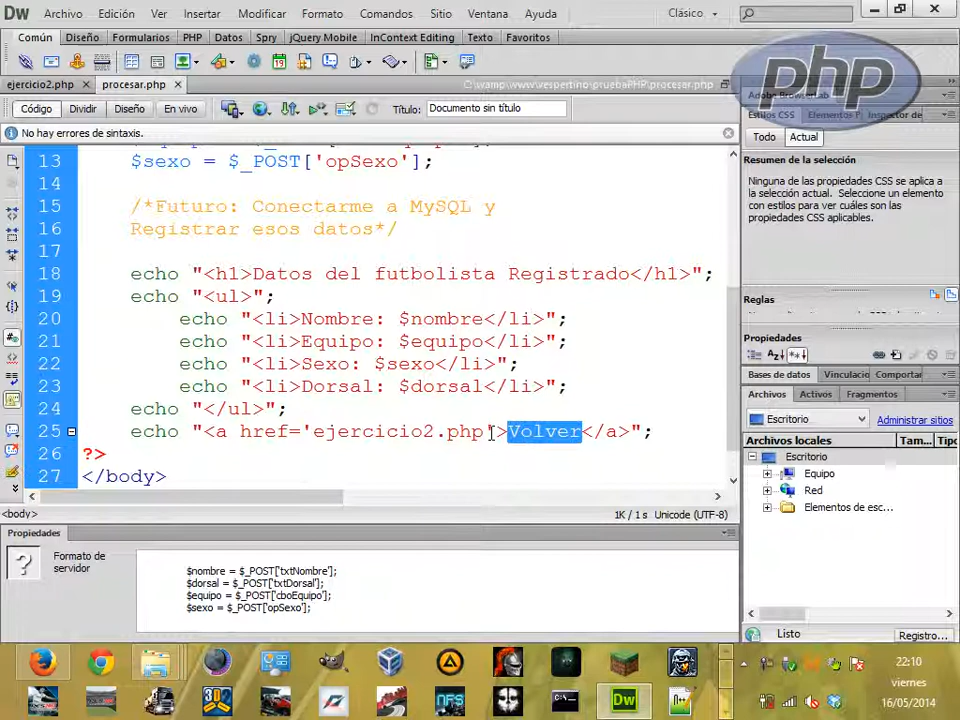 Dw Archivo Edición Ver Insertar Modificar Formato Comandos Sitio Ventana Ayuda Clásico
Común Diseño Formularios PHP Datos Spry jQuery Mobile InContext Editing Texto Favoritos
ejercicio2.php × procesar.php ×
php
Código Dividir Diseño En vivo Título: Documento sin título
No hay errores de sintaxis.
13 $sexo = $_POST['opSexo'];
14
15 /*Futuro: Conectarme a MySQL y
16 Registrar esos datos*/
17
18 echo "<h1>Datos del futbolista Registrado</h1>";
19 echo "<ul>";
20 echo "<li>Nombre: $nombre</li>";
21 echo "<li>Equipo: $equipo</li>";
22 echo "<li>Sexo: $sexo</li>";
23 echo "<li>Dorsal: $dorsal</li>";
24 echo "</ul>";
25 echo "<a href='ejercicio2.php'>Volver</a>";
26 ?>
27 </body>
<body> 1K / 1 s Unicode (UTF-8)
Propiedades
Formato de
servidor
$nombre = $_POST['txtNombre'];
$dorsal = $_POST['txtDorsal'];
$equipo = $_POST['cboEquipo'];
$sexo = $_POST['opSexo'];
Adobe BrowserLab
Estilos CSS Inspector de
Todo Actual
Resumen de la selección
Ninguna de las propiedades CSS se aplica a
la selección actual. Seleccione un elemento
con estilos para ver cuáles son las
propiedades CSS aplicables.
Reglas
Propiedades
Bases de datos Vinculacio Comportar
Archivos Activos Fragmentos
Escritorio
Archivos locales Tam... Tipo
Escritorio
Equipo
Red
Elementos de esc...
Listo Registro...
Dw
22:10
viernes
16/05/2014